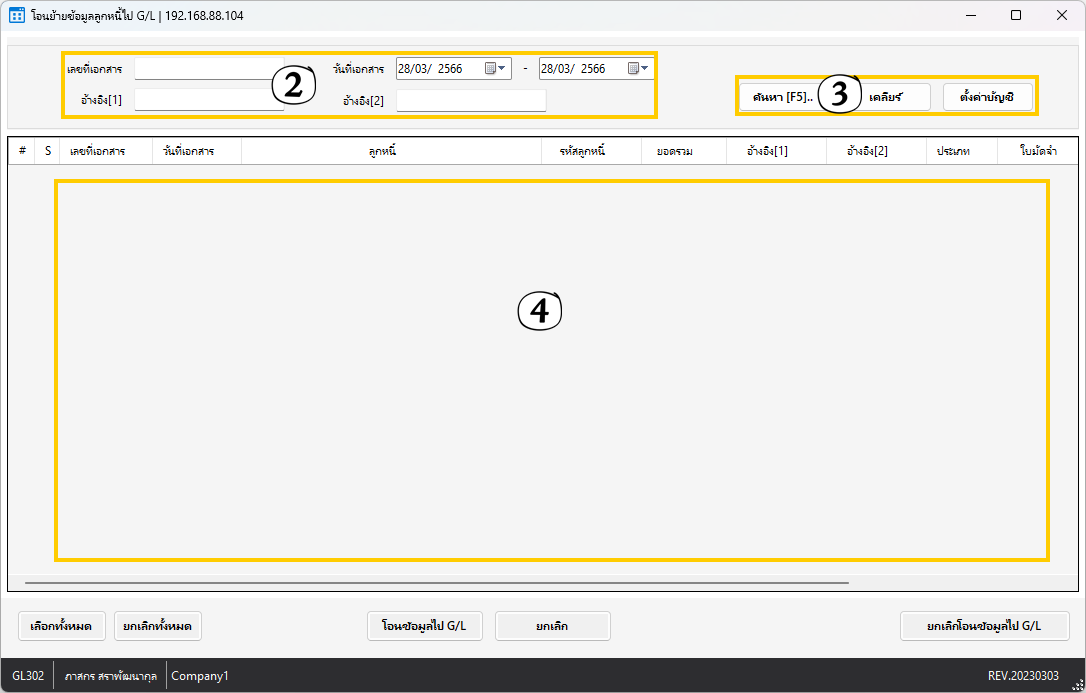 โอนย้ายข้อมูลลูกหนี้ไป G/L | 192.168.88.104
เลขที่เอกสาร วันที่เอกสาร 28/03/ 2566 - 28/03/ 2566
2
อ้างอิง[1] อ้างอิง[2]
ค้นหา [F5].. 3 เคลียร์ ตั้งค่าบัญชี
# S เลขที่เอกสาร วันที่เอกสาร ลูกหนี้ รหัสลูกหนี้ ยอดรวม อ้างอิง[1] อ้างอิง[2] ประเภท ใบมัดจำ
4
เลือกทั้งหมด ยกเลิกทั้งหมด โอนข้อมูลไป G/L ยกเลิก ยกเลิกโอนข้อมูลไป G/L
GL302 ภาสกร สราพัฒนากุล Company1 REV.20230303